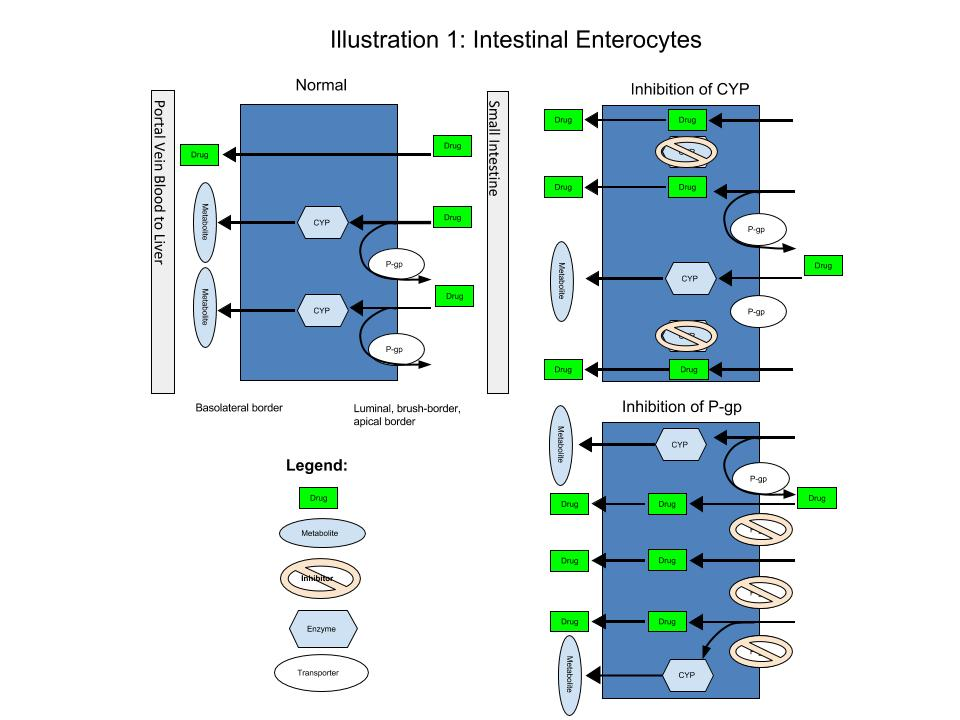 Illustration 1: Intestinal Enterocytes
Normal
Portal Vein Blood to Liver
Drug
Drug
Metabolite
CYP
Drug
P-gp
Metabolite
CYP
Drug
P-gp
Basolateral border
Luminal, brush-border,
apical border
Small Intestine
Inhibition of CYP
Drug
Drug
Drug
Drug
P-gp
Metabolite
CYP
Drug
P-gp
Drug
Drug
Inhibition of P-gp
Metabolite
CYP
P-gp
Drug
Drug
Drug
Drug
Drug
Drug
Drug
Metabolite
CYP
Legend:
Drug
Metabolite
Inhibitor
Enzyme
Transporter